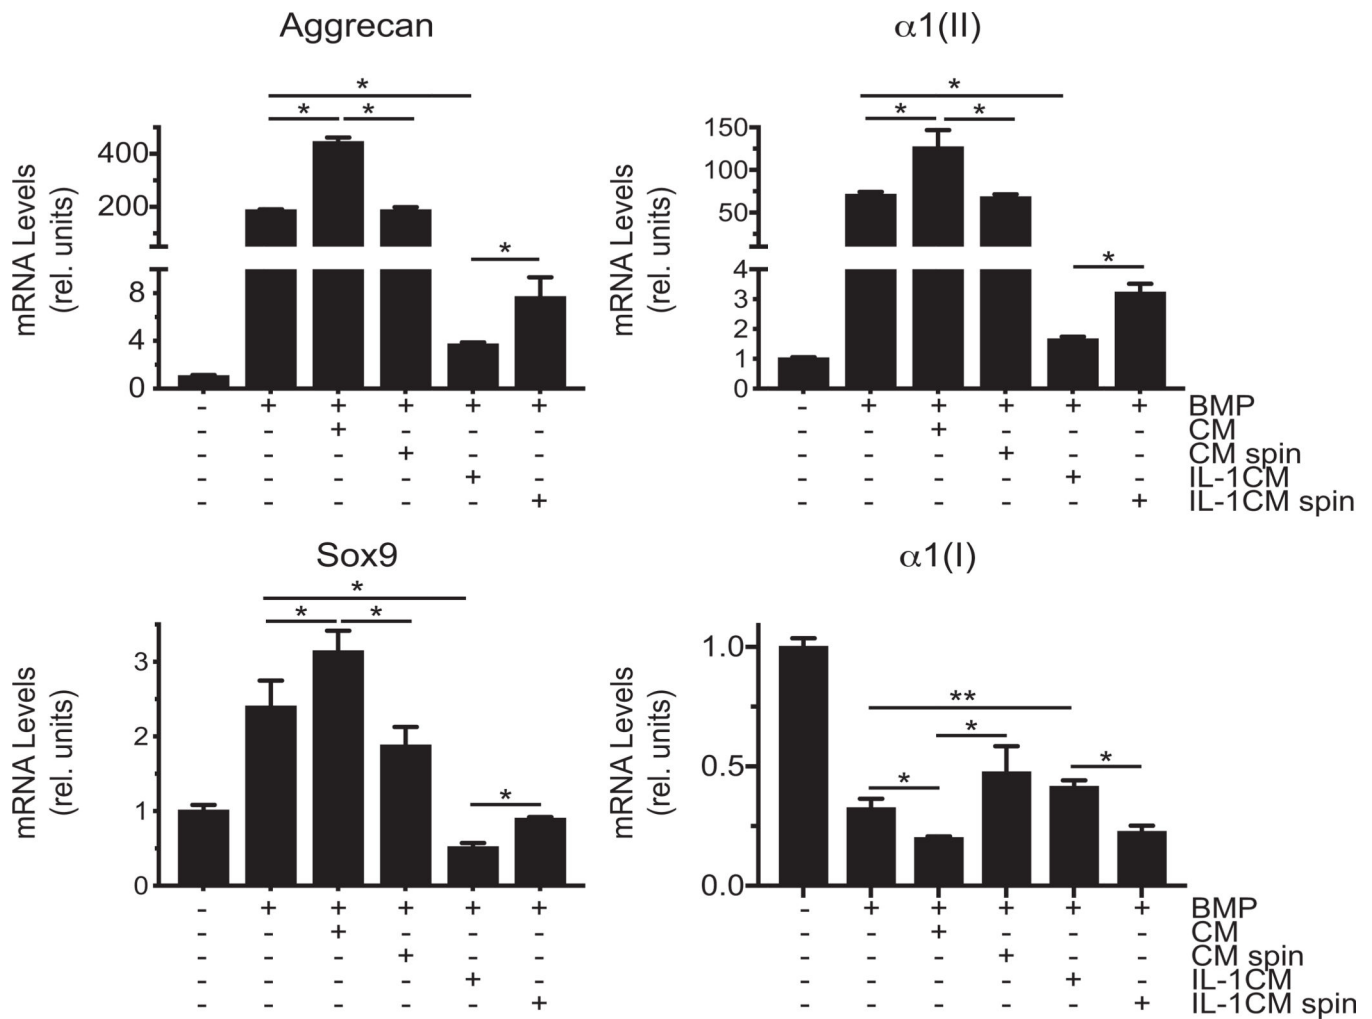 Aggrecan
α1(II)
*
* *
*
* *
mRNA Levels
(rel. units)
400
200
8
4
0
*
mRNA Levels
(rel. units)
150
100
50
4
3
2
1
0
*
- + + + + +
- - + - - -
- - - + - -
- - - - + -
- - - - - +
- + + + + + BMP
- - + - - - CM
- - - + - - CM spin
- - - - + - IL-1CM
- - - - - + IL-1CM spin
Sox9
α1(I)
*
* *
mRNA Levels
(rel. units)
3
2
1
0
*
mRNA Levels
(rel. units)
1.0
0.5
0.0
**
*
*
*
- + + + + +
- - + - - -
- - - + - -
- - - - + -
- - - - - +
- + + + + + BMP
- - + - - - CM
- - - + - - CM spin
- - - - + - IL-1CM
- - - - - + IL-1CM spin